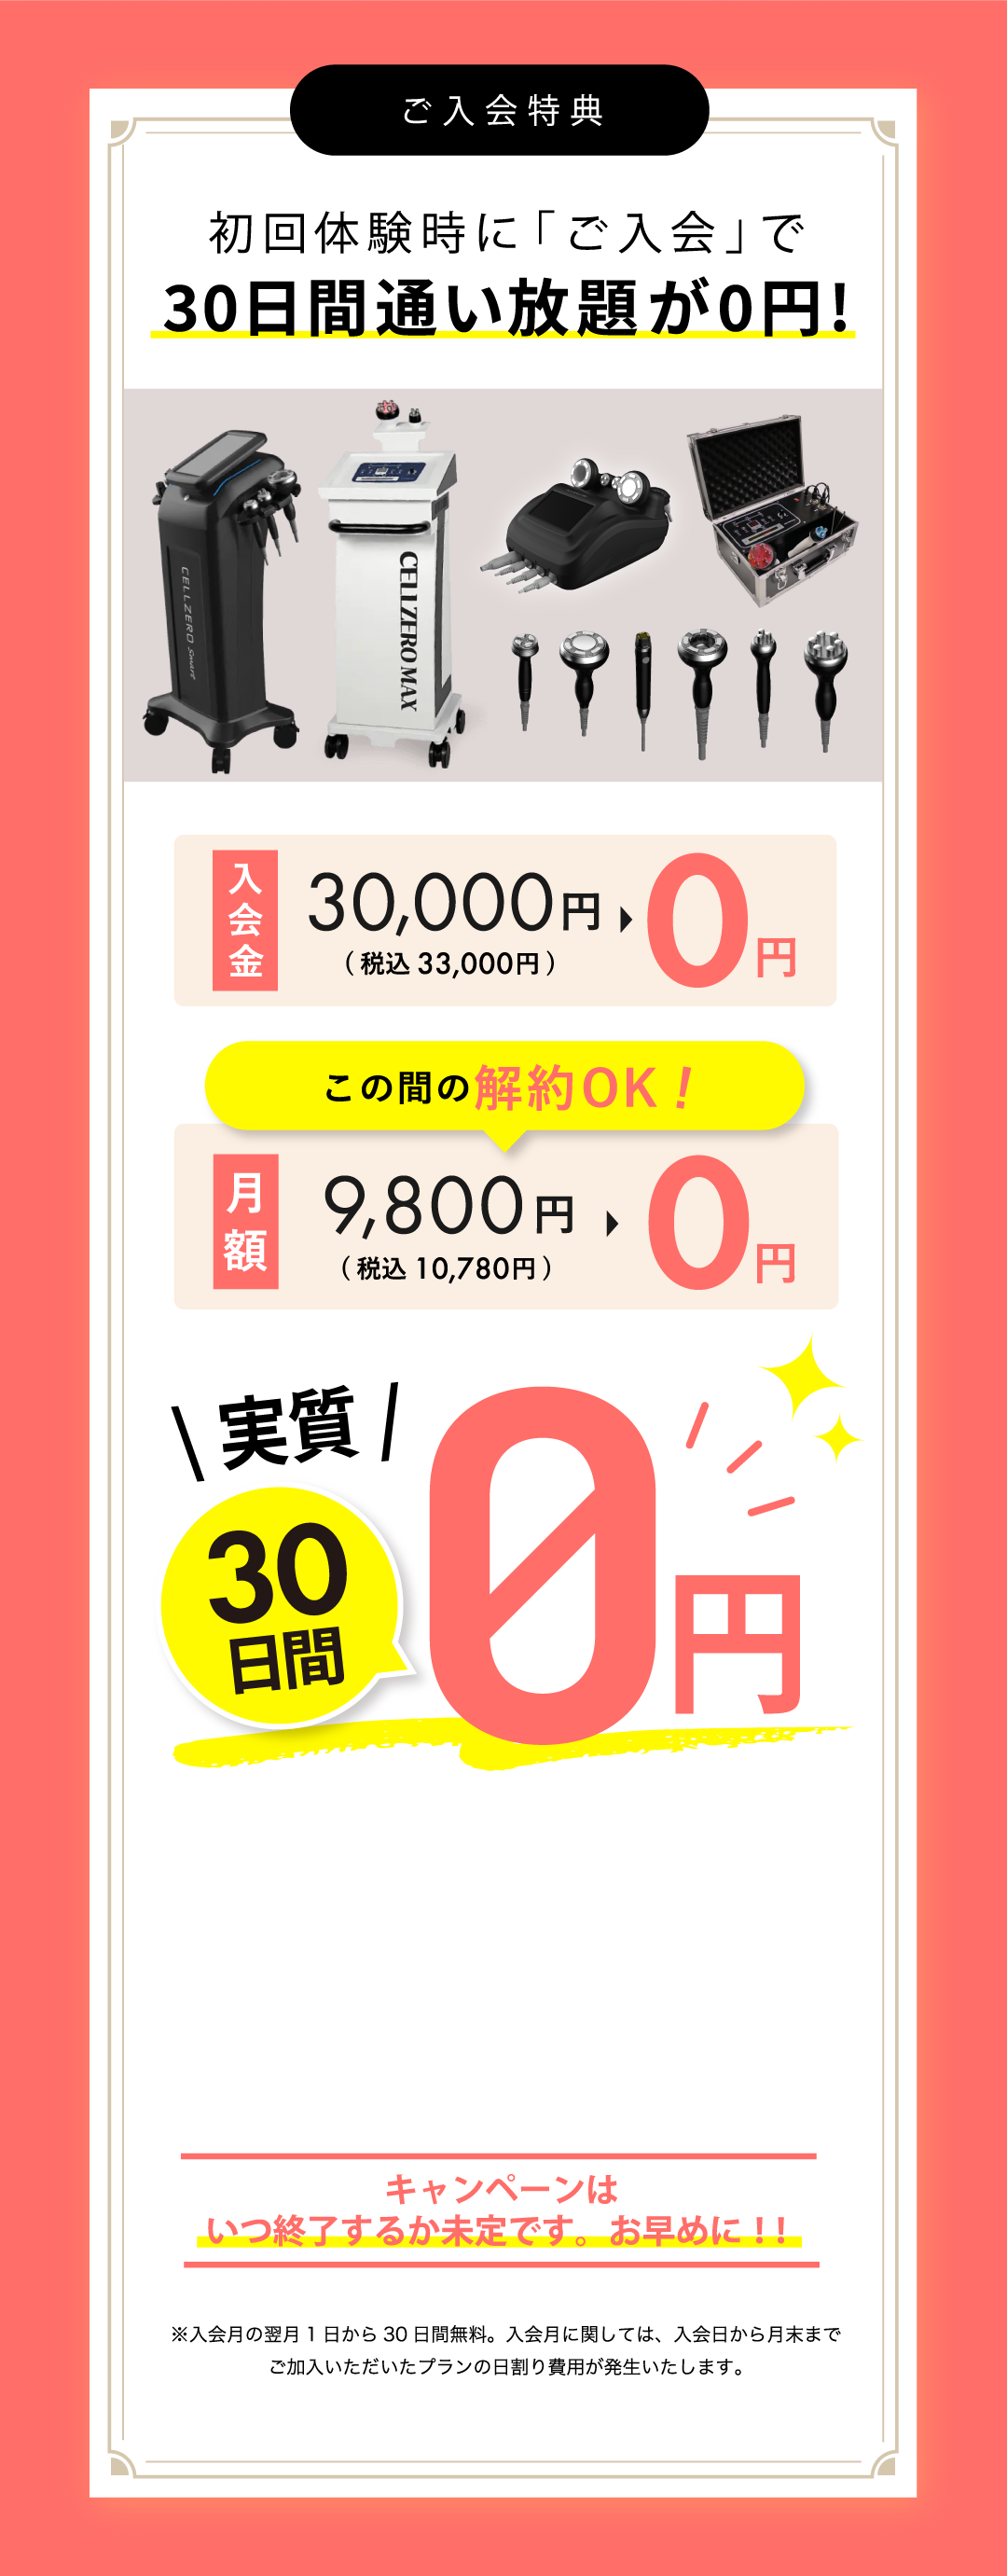 ご入会特典
初回体験時に「ご入会」で
30日間通い放題が0円!
CELLZERO Smart
CELLZERO MAX
入会金
30,000円
0円
（税込 33,000円）
この間の解約OK！
月額
9,800円
0円
（税込 10,780円）
\ 実質 /
30
日間
0円
キャンペーンは
いつ終了するか未定です。お早めに！！
※入会月の翌月1日から30日間無料。入会月に関しては、入会日から月末まで
ご加入いただいたプランの日割り費用が発生いたします。